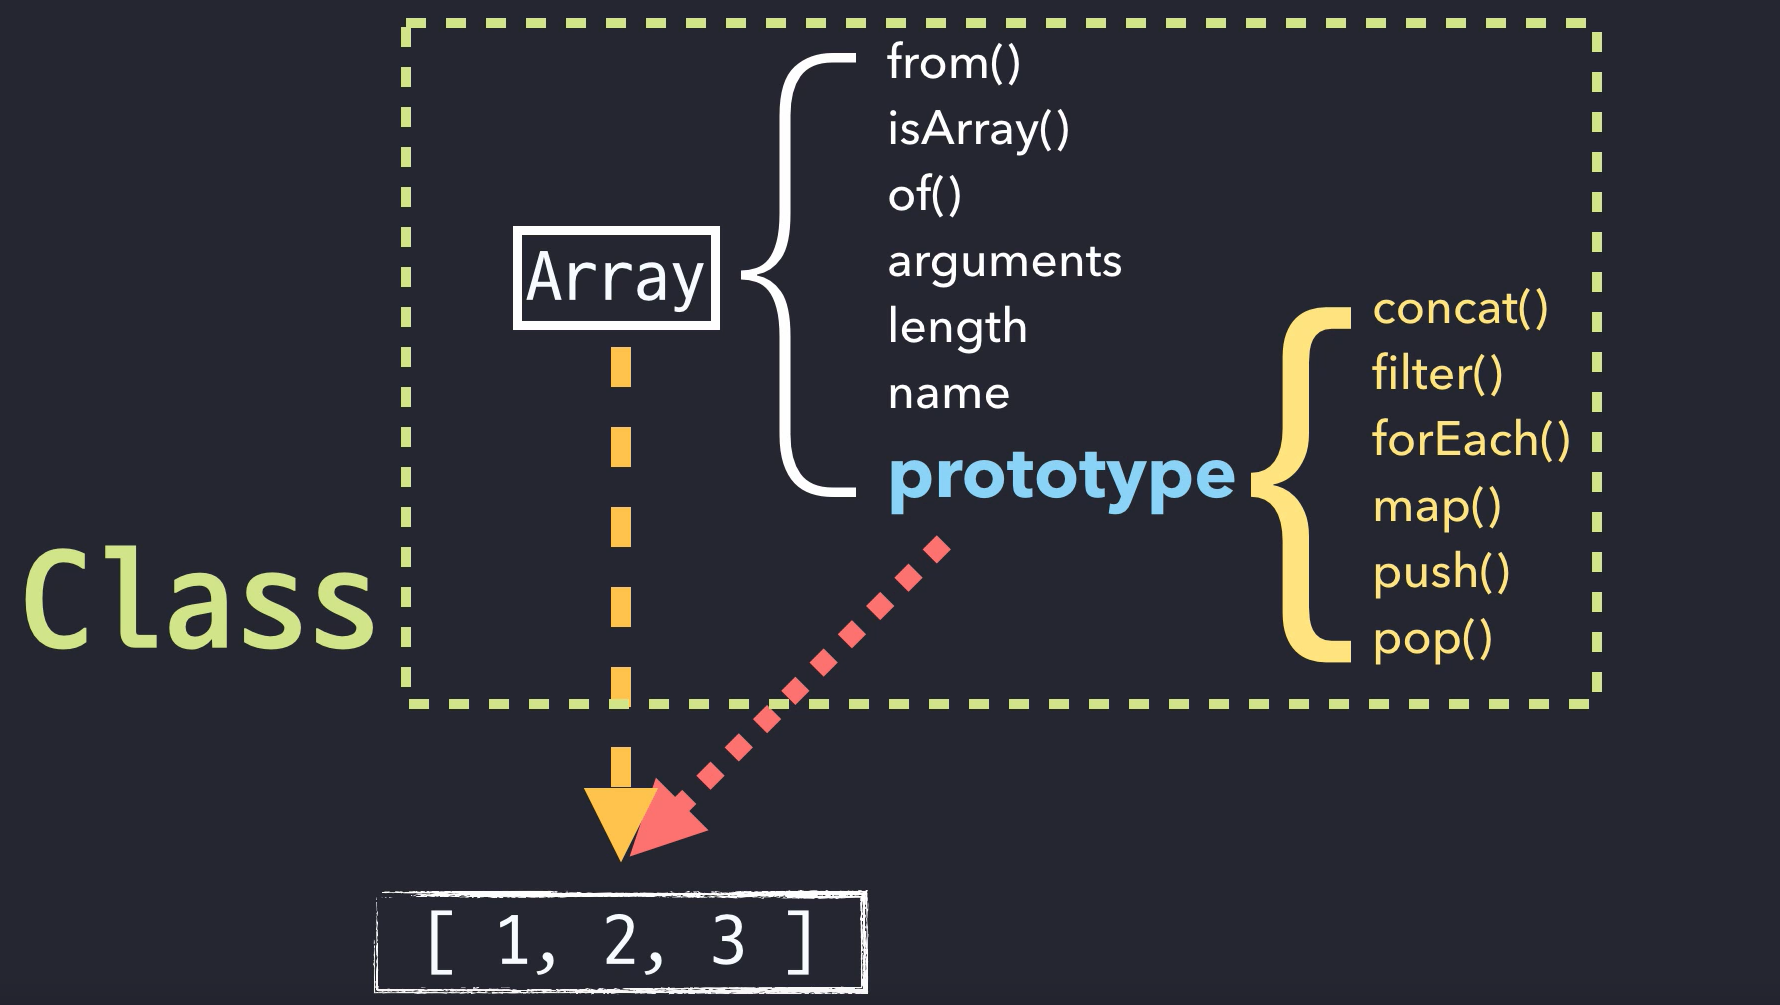 Class
Array
from()
isArray()
of()
arguments
length
name
prototype
concat()
filter()
forEach()
map()
push()
pop()
[ 1, 2, 3 ]